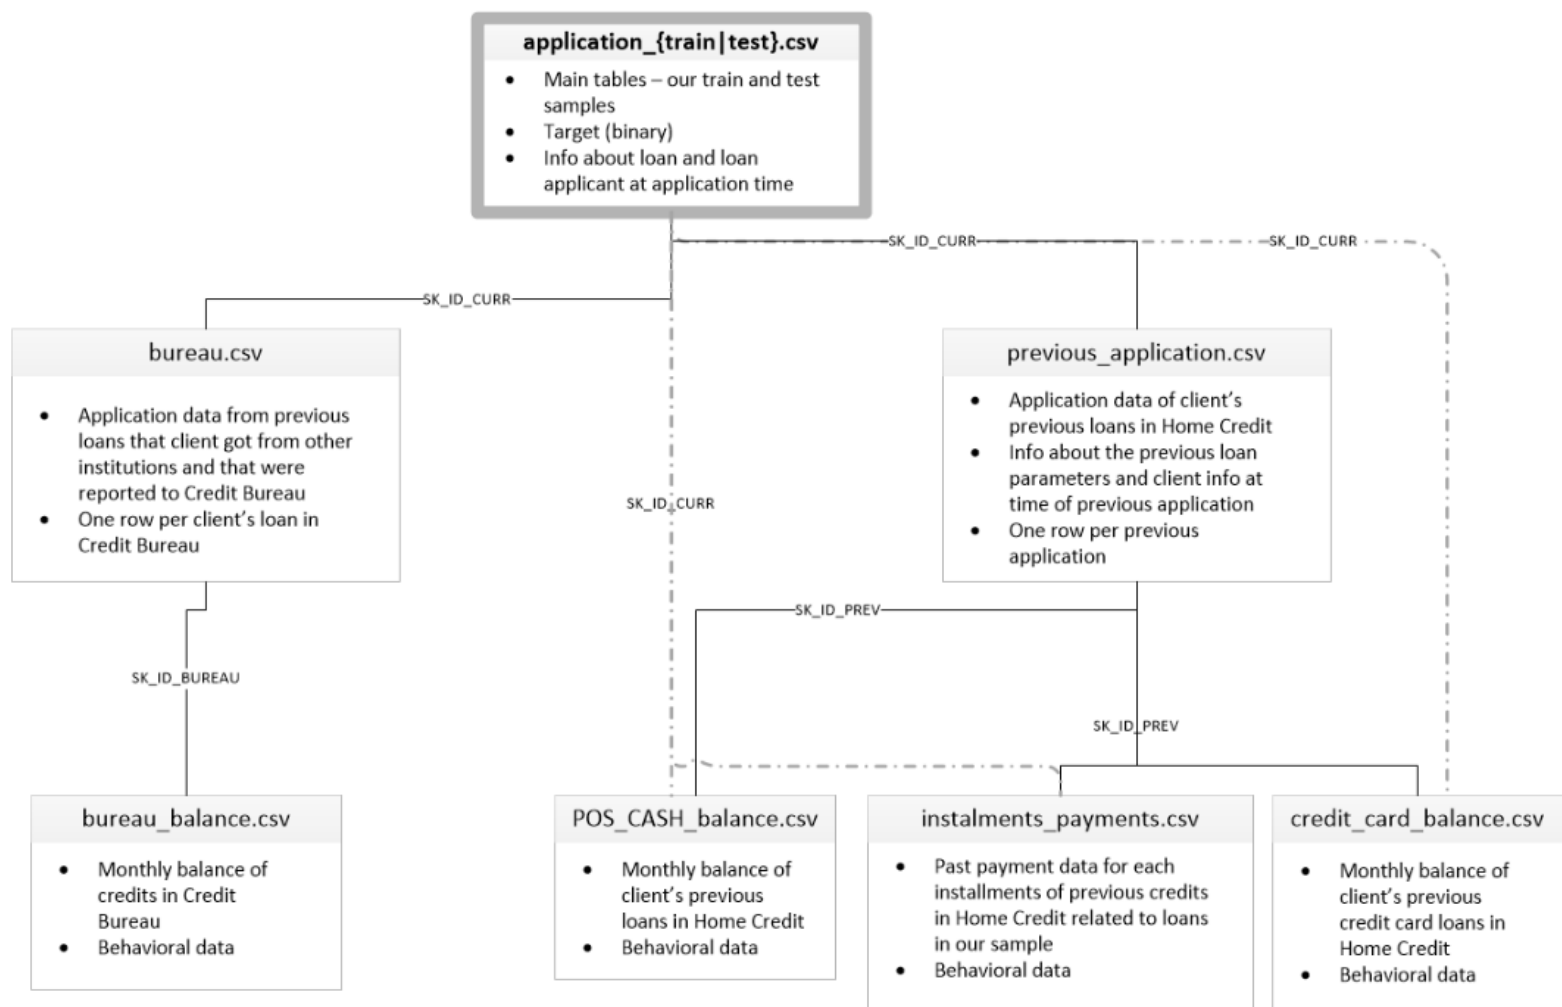 application_{train|test}.csv
• Main tables – our train and test
samples
• Target (binary)
• Info about loan and loan
applicant at application time
SK_ID_CURR
SK_ID_CURR
SK_ID_CURR
bureau.csv
• Application data from previous
loans that client got from other
institutions and that were
reported to Credit Bureau
• One row per client’s loan in
Credit Bureau
previous_application.csv
• Application data of client’s
previous loans in Home Credit
• Info about the previous loan
parameters and client info at
time of previous application
• One row per previous
application
SK_ID_CURR
SK_ID_PREV
SK_ID_BUREAU
SK_ID_PREV
bureau_balance.csv
• Monthly balance of
credits in Credit
Bureau
• Behavioral data
POS_CASH_balance.csv
• Monthly balance of
client’s previous
loans in Home Credit
• Behavioral data
instalments_payments.csv
• Past payment data for each
installments of previous credits
in Home Credit related to loans
in our sample
• Behavioral data
credit_card_balance.csv
• Monthly balance of
client’s previous
credit card loans in
Home Credit
• Behavioral data